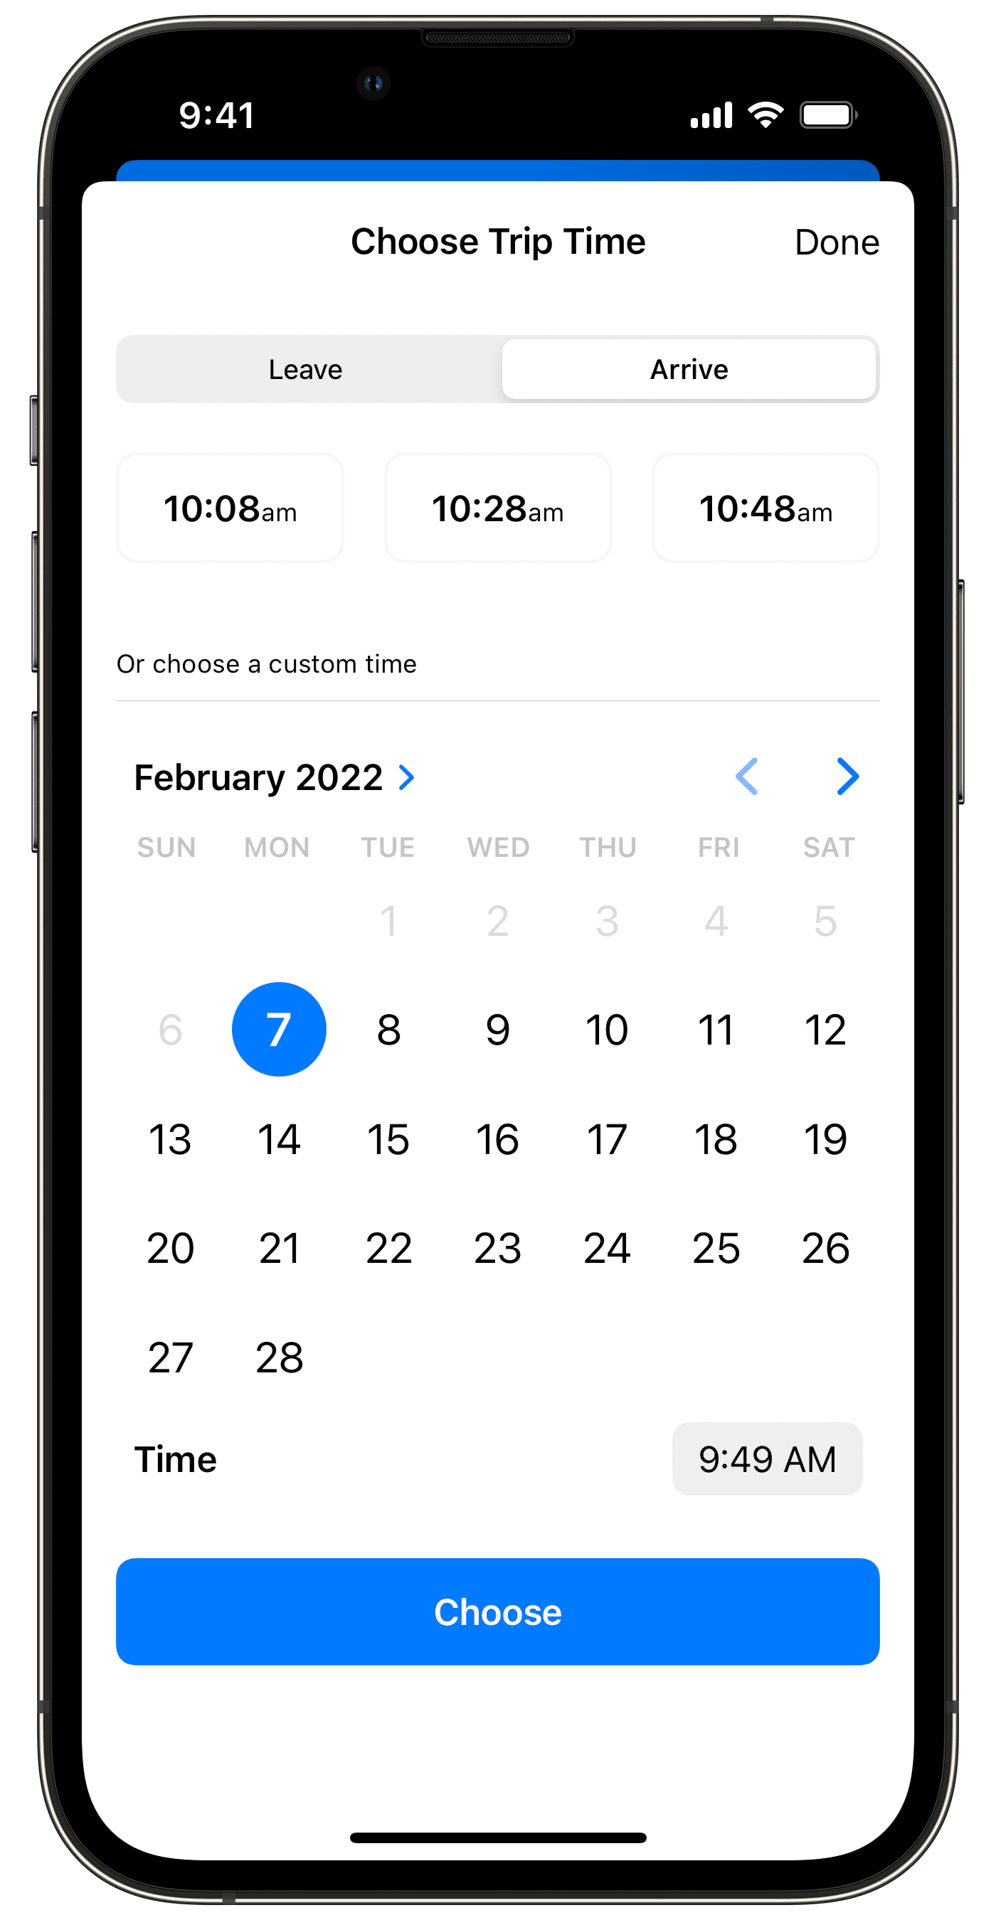 9:41
Choose Trip Time Done
Leave Arrive
10:08am 10:28am 10:48am
Or choose a custom time
February 2022
SUN MON TUE WED THU FRI SAT
1 2 3 4 5
6 7 8 9 10 11 12
13 14 15 16 17 18 19
20 21 22 23 24 25 26
27 28
Time 9:49 AM
Choose